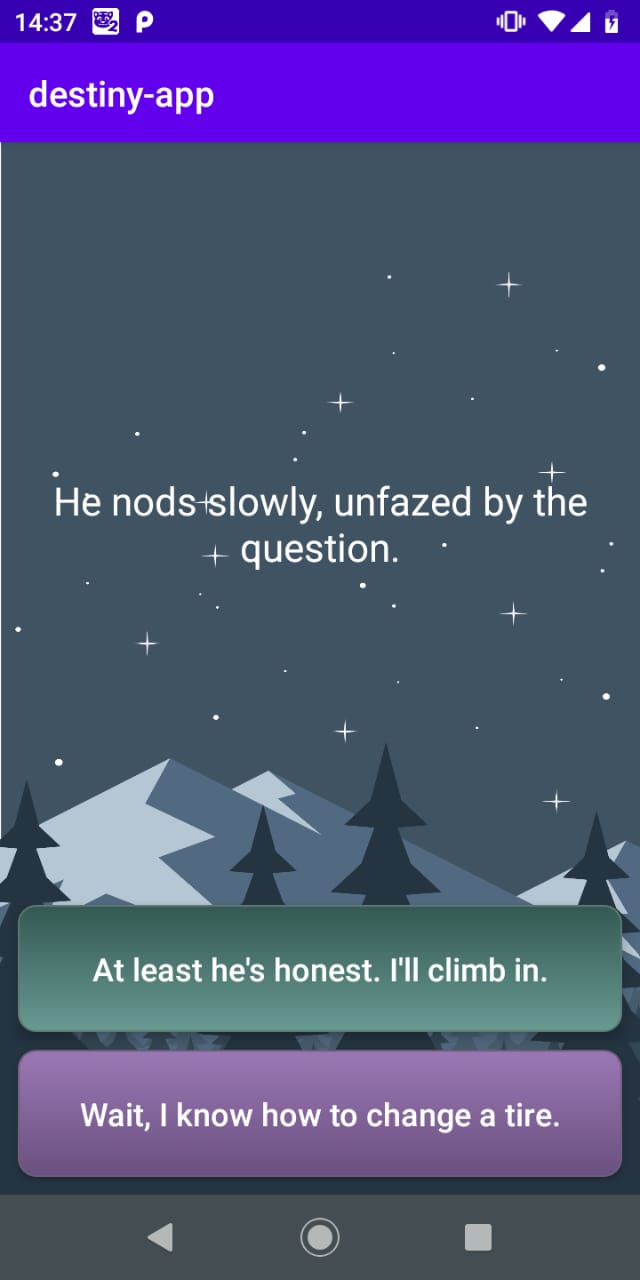 14:37
destiny-app
He nods slowly, unfazed by the
question.
At least he's honest. I'll climb in.
Wait, I know how to change a tire.